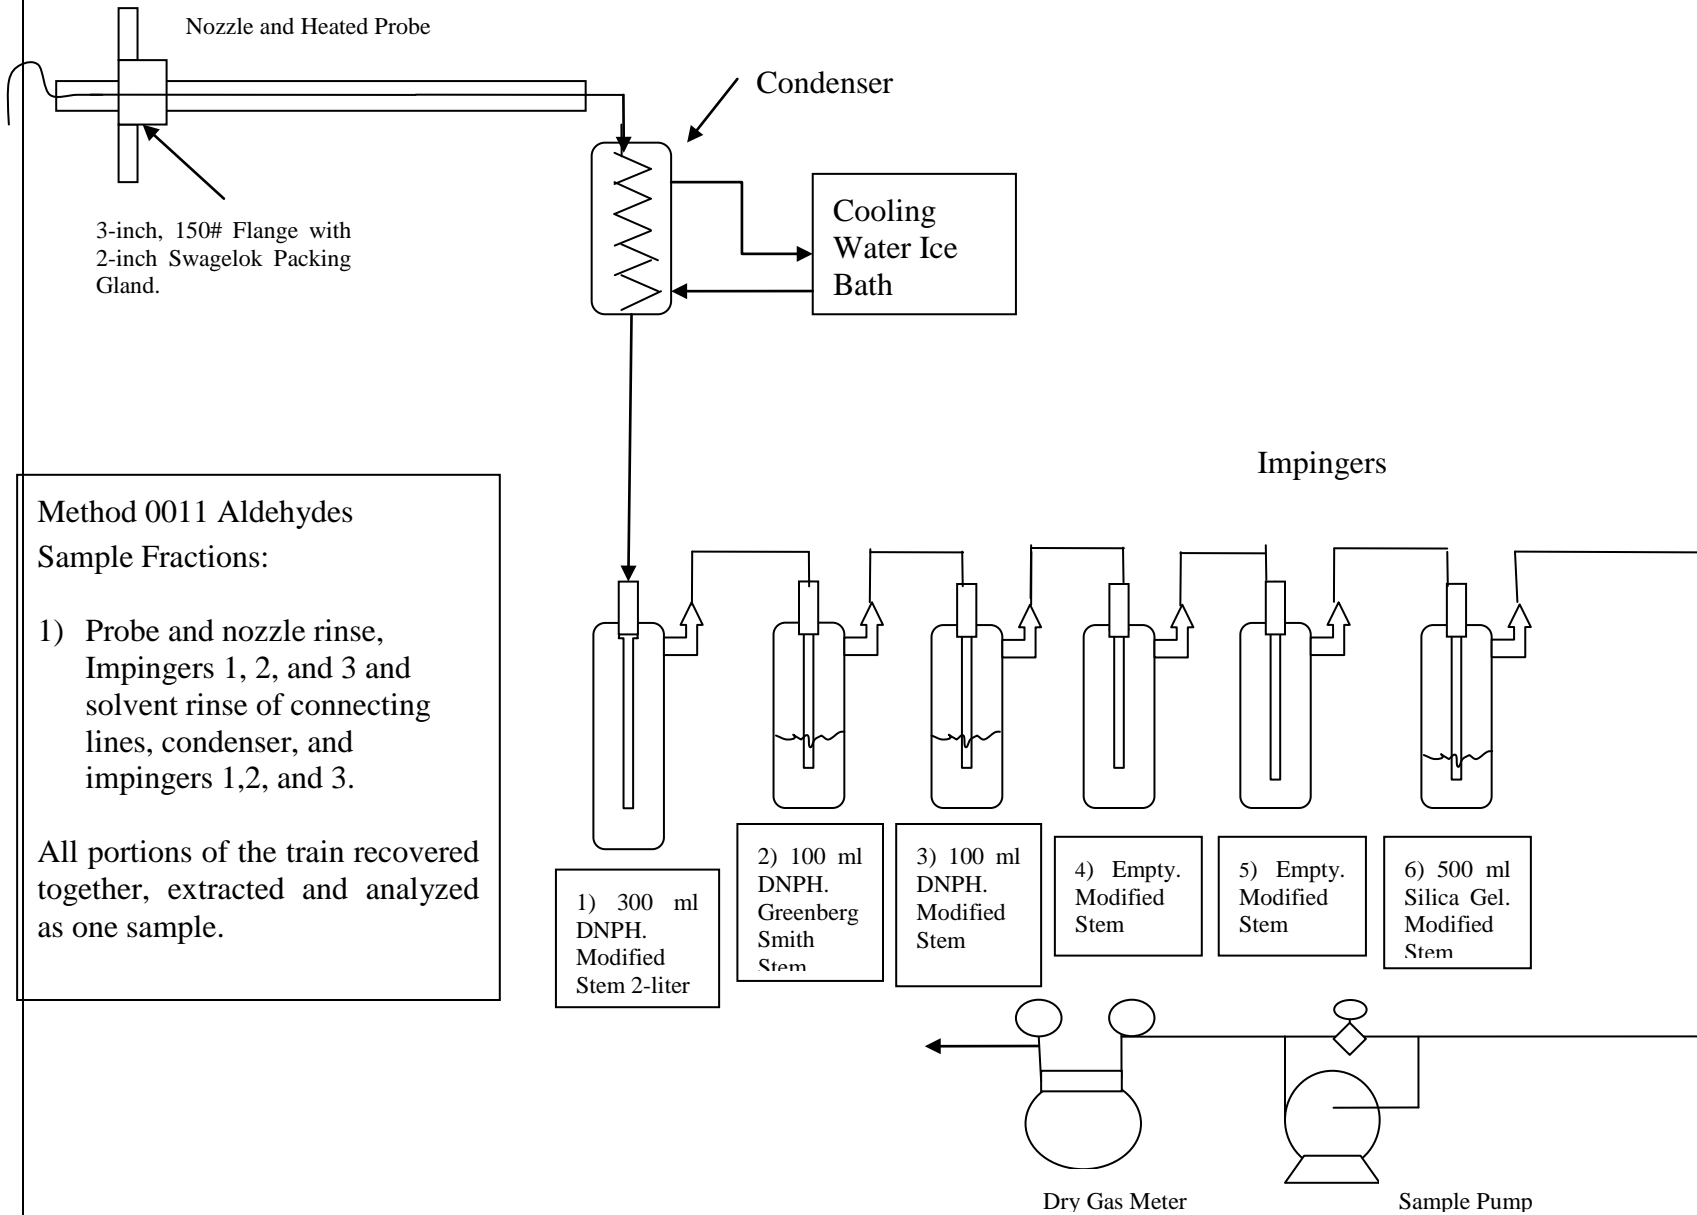 Nozzle and Heated Probe
Condenser
3-inch, 150# Flange with
2-inch Swagelok Packing
Gland.
Cooling
Water Ice
Bath
Impingers
Method 0011 Aldehydes
Sample Fractions:
1) Probe and nozzle rinse,
Impingers 1, 2, and 3 and
solvent rinse of connecting
lines, condenser, and
impingers 1,2, and 3.
All portions of the train recovered
together, extracted and analyzed
as one sample.
1) 300 ml
DNPH.
Modified
Stem 2-liter
2) 100 ml
DNPH.
Greenberg
Smith
Stem
3) 100 ml
DNPH.
Modified
Stem
4) Empty.
Modified
Stem
5) Empty.
Modified
Stem
6) 500 ml
Silica Gel.
Modified
Stem
Dry Gas Meter
Sample Pump